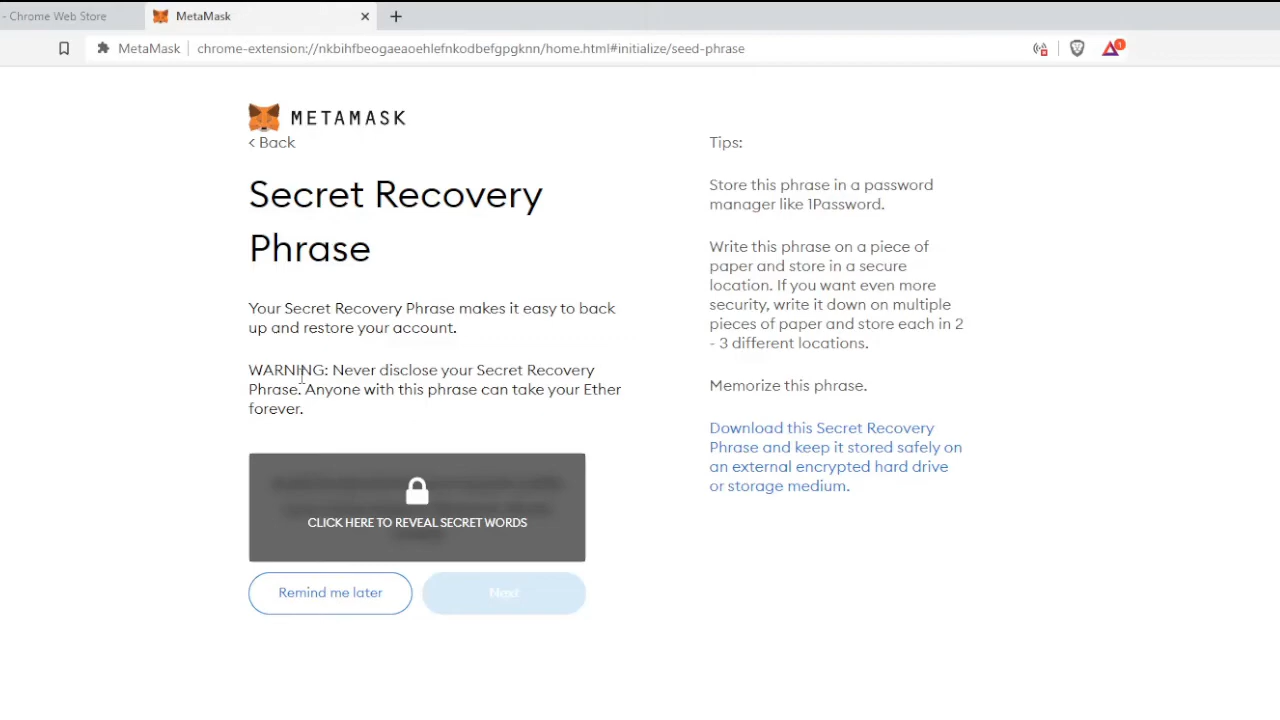 - Chrome Web Store
MetaMask
MetaMask
chrome-extension://nkbihfbeogaeaoehlefnkodbefgpgknn/home.html#initialize/seed-phrase
1
METAMASK
< Back
Secret Recovery
Phrase
Your Secret Recovery Phrase makes it easy to back
up and restore your account.
WARNING: Never disclose your Secret Recovery
Phrase. Anyone with this phrase can take your Ether
forever.
CLICK HERE TO REVEAL SECRET WORDS
Remind me later
Next
Tips:
Store this phrase in a password
manager like 1Password.
Write this phrase on a piece of
paper and store in a secure
location. If you want even more
security, write it down on multiple
pieces of paper and store each in 2
- 3 different locations.
Memorize this phrase.
Download this Secret Recovery
Phrase and keep it stored safely on
an external encrypted hard drive
or storage medium.